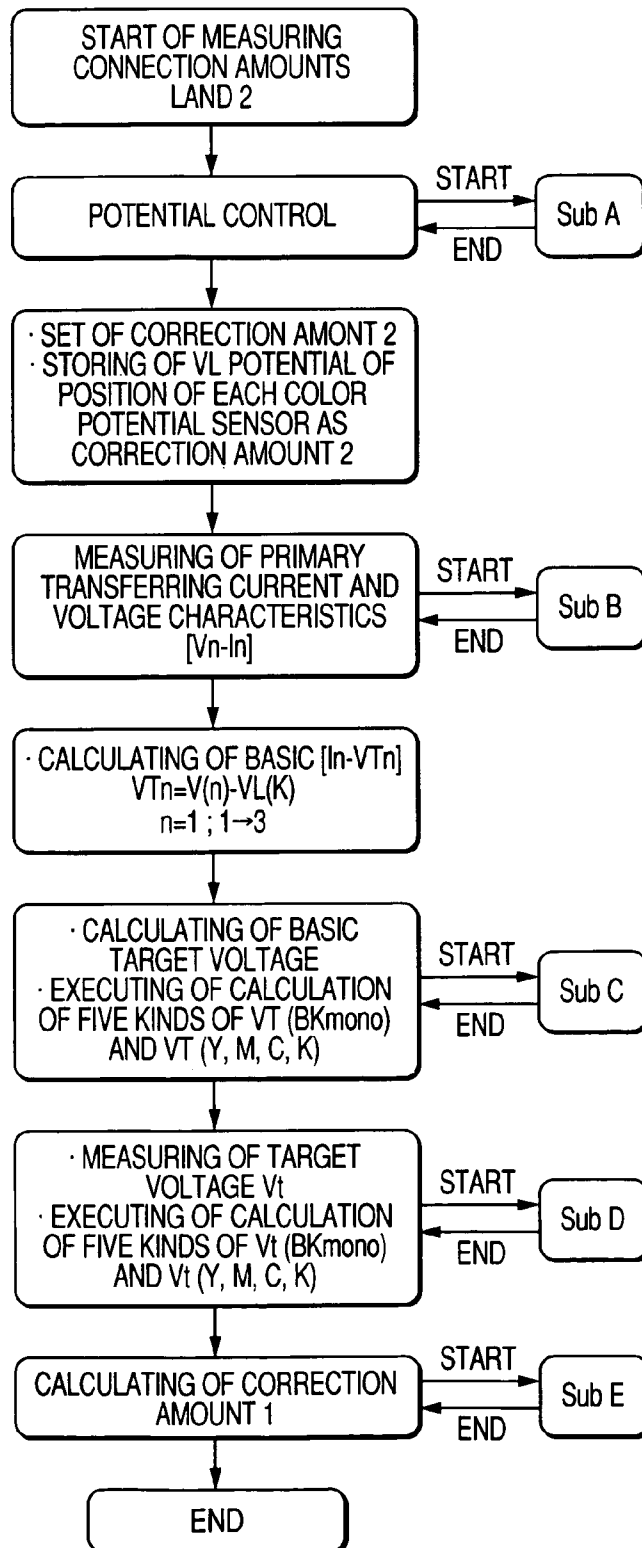 START OF MEASURING
CONNECTION AMOUNTS
LAND 2
POTENTIAL CONTROL
START
END
Sub A
· SET OF CORRECTION AMONT 2
· STORING OF VL POTENTIAL OF
POSITION OF EACH COLOR
POTENTIAL SENSOR AS
CORRECTION AMOUNT 2
MEASURING OF PRIMARY
TRANSFERRING CURRENT AND
VOLTAGE CHARACTERISTICS
[Vn-In]
START
END
Sub B
· CALCULATING OF BASIC [In-VTn]
VTn=V(n)-VL(K)
n=1 ; 1→3
· CALCULATING OF BASIC
TARGET VOLTAGE
· EXECUTING OF CALCULATION
OF FIVE KINDS OF VT (BKmono)
AND VT (Y, M, C, K)
START
END
Sub C
· MEASURING OF TARGET
VOLTAGE Vt
· EXECUTING OF CALCULATION
OF FIVE KINDS OF Vt (BKmono)
AND Vt (Y, M, C, K)
START
END
Sub D
CALCULATING OF CORRECTION
AMOUNT 1
START
END
Sub E
END